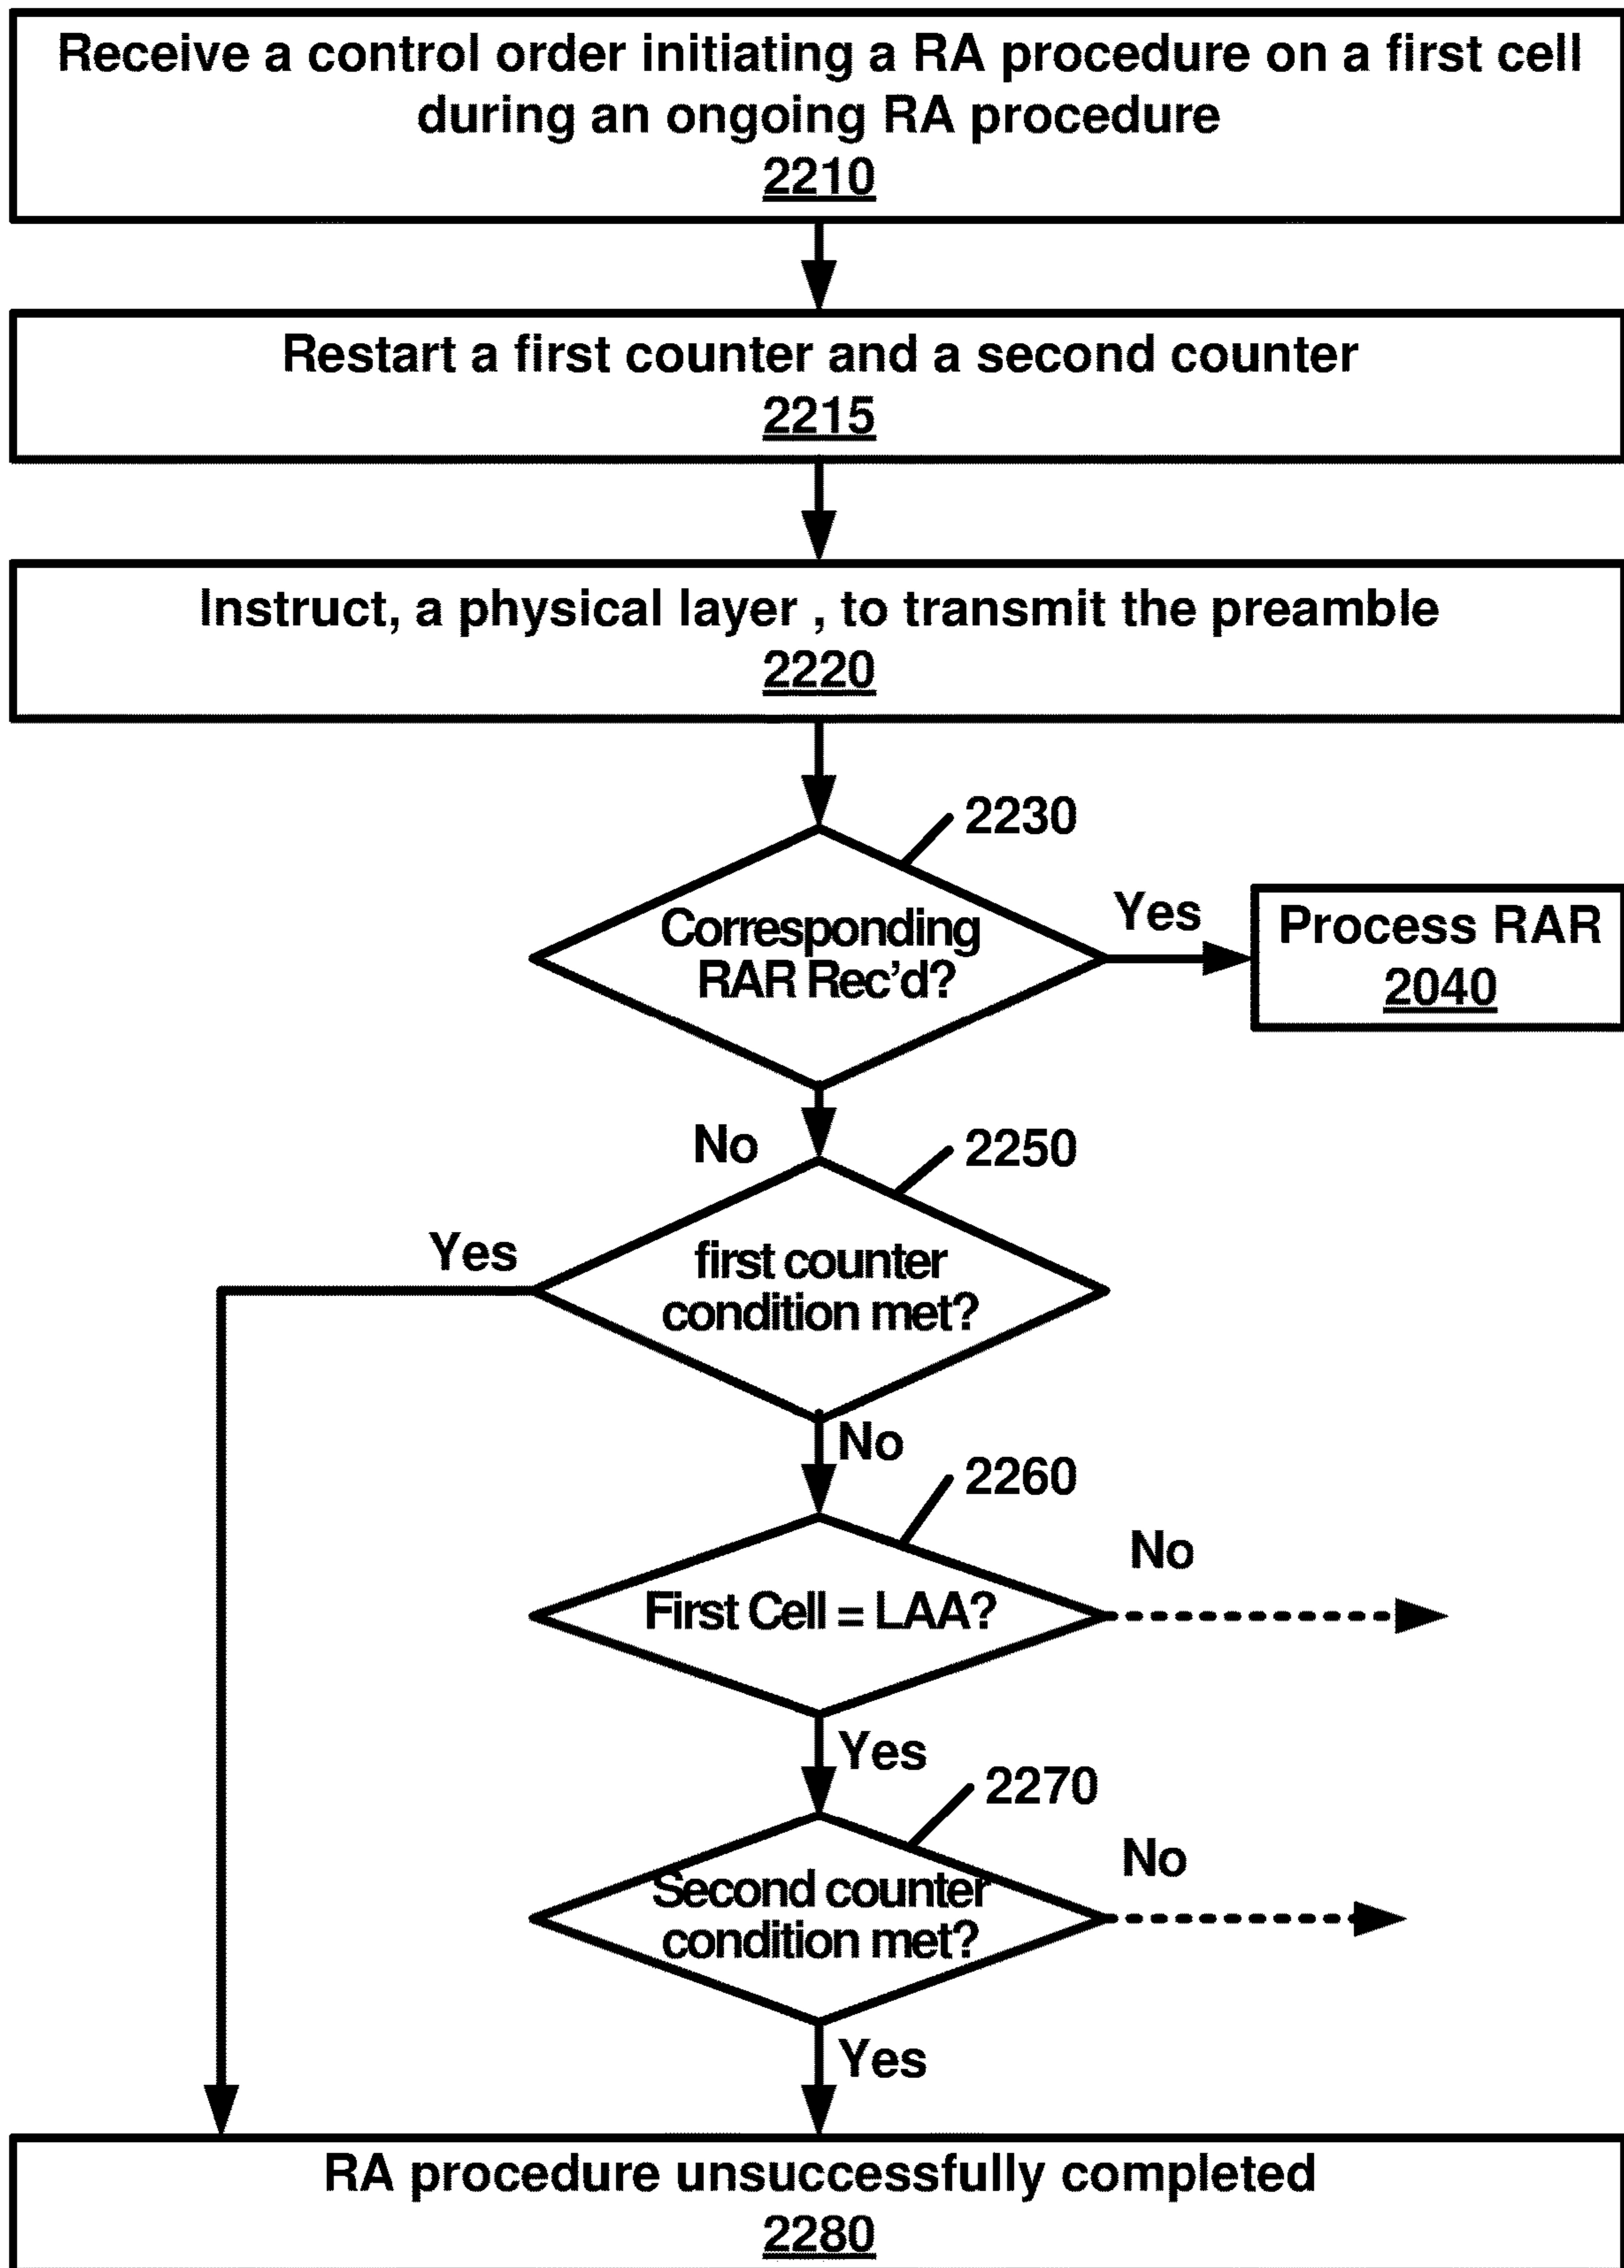 Receive a control order initiating a RA procedure on a first cell
during an ongoing RA procedure
2210
Restart a first counter and a second counter
2215
Instruct, a physical layer , to transmit the preamble
2220
2230
Corresponding
RAR Rec'd?
Yes
Process RAR
2040
No
2250
Yes
first counter
condition met?
No
2260
No
First Cell = LAA?
Yes
2270
No
Second counter
condition met?
Yes
RA procedure unsuccessfully completed
2280